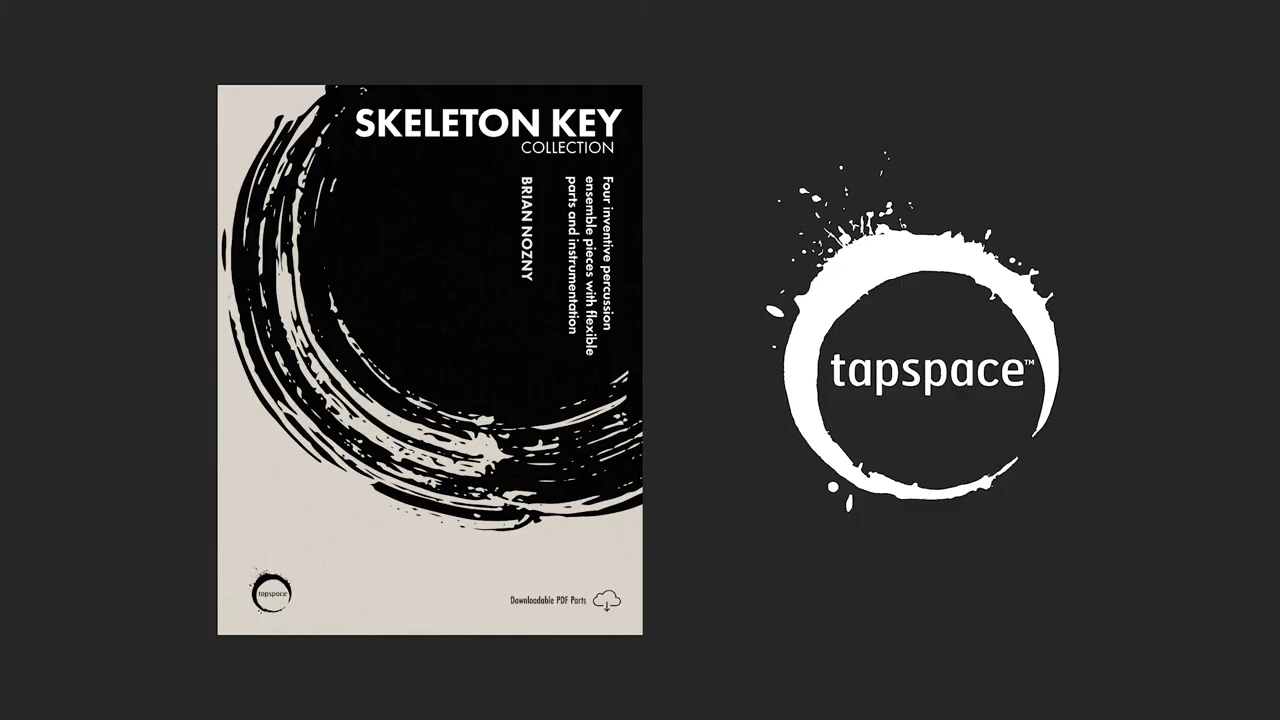 SKELETON KEY
COLLECTION
Four inventive percussion
ensemble pieces with flexible
parts and instrumentation
BRIAN NOZNY
tapspace
Downloadable PDF Parts
tapspace™